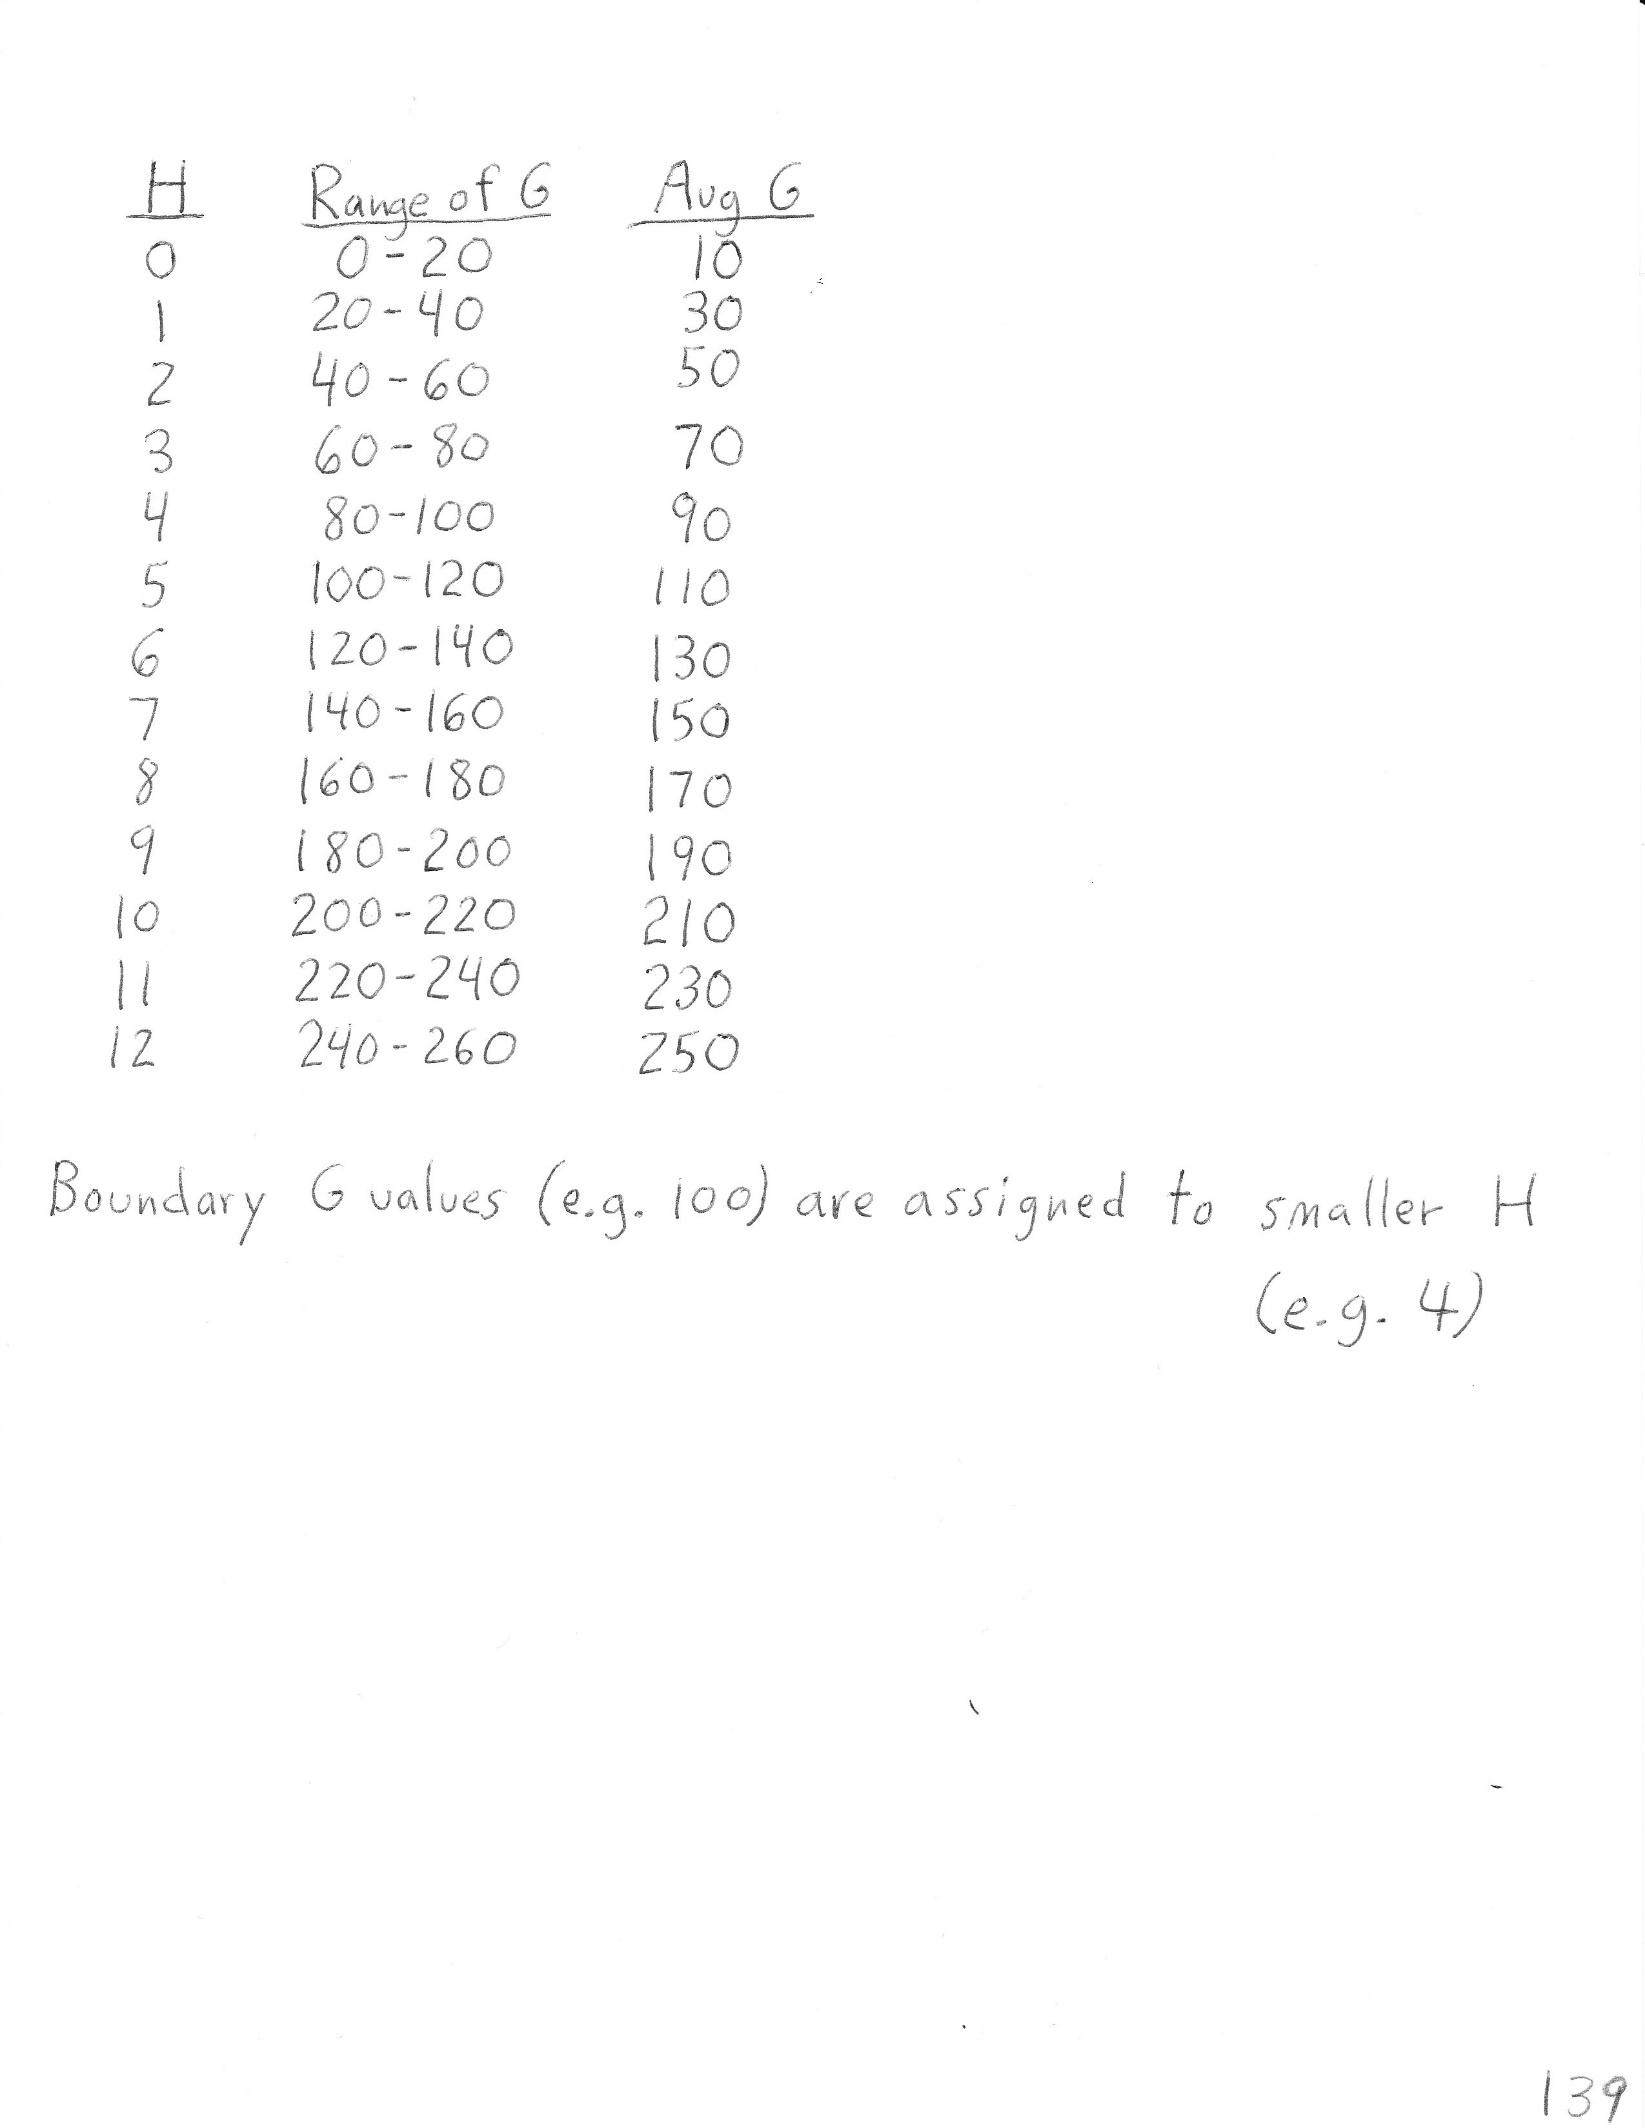 H Range of G Avg G
0 0-20 10
1 20-40 30
2 40-60 50
3 60-80 70
4 80-100 90
5 100-120 110
6 120-140 130
7 140-160 150
8 160-180 170
9 180-200 190
10 200-220 210
11 220-240 230
12 240-260 250
Boundary G values (e.g. 100) are assigned to smaller H
(e.g. 4)
139